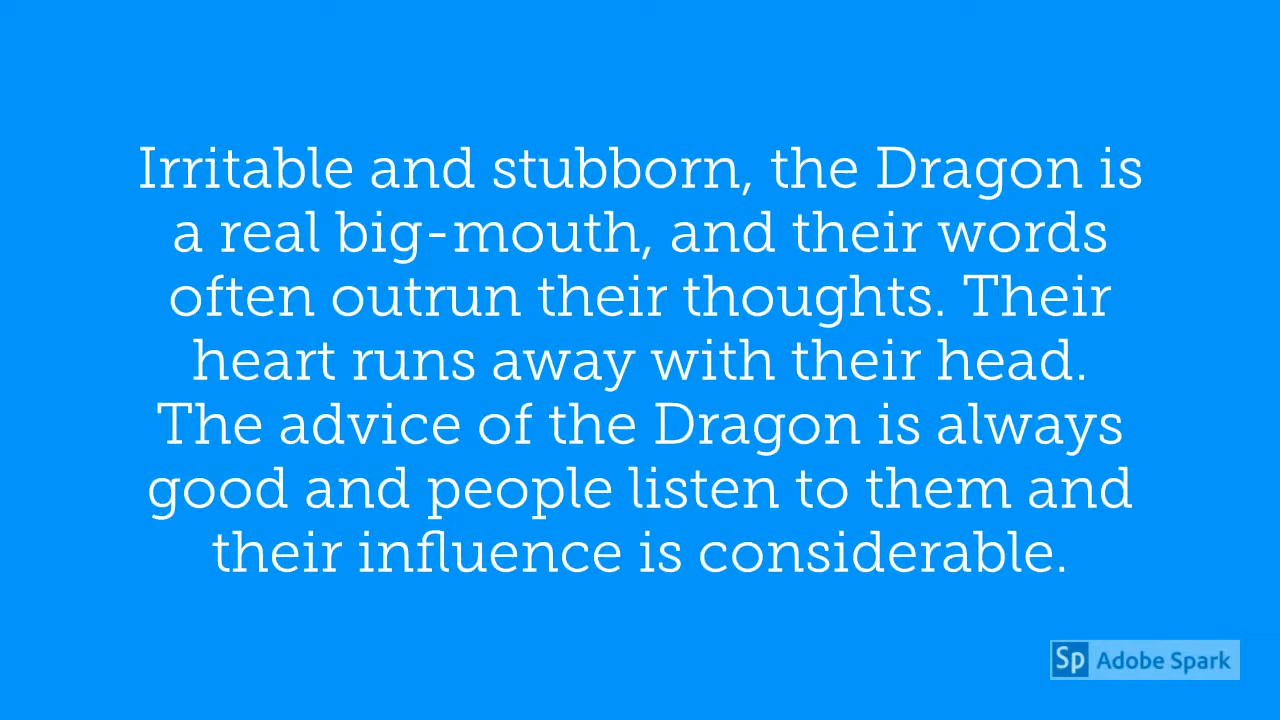 Irritable and stubborn, the Dragon is
a real big-mouth, and their words
often outrun their thoughts. Their
heart runs away with their head.
The advice of the Dragon is always
good and people listen to them and
their influence is considerable.
Sp Adobe Spark